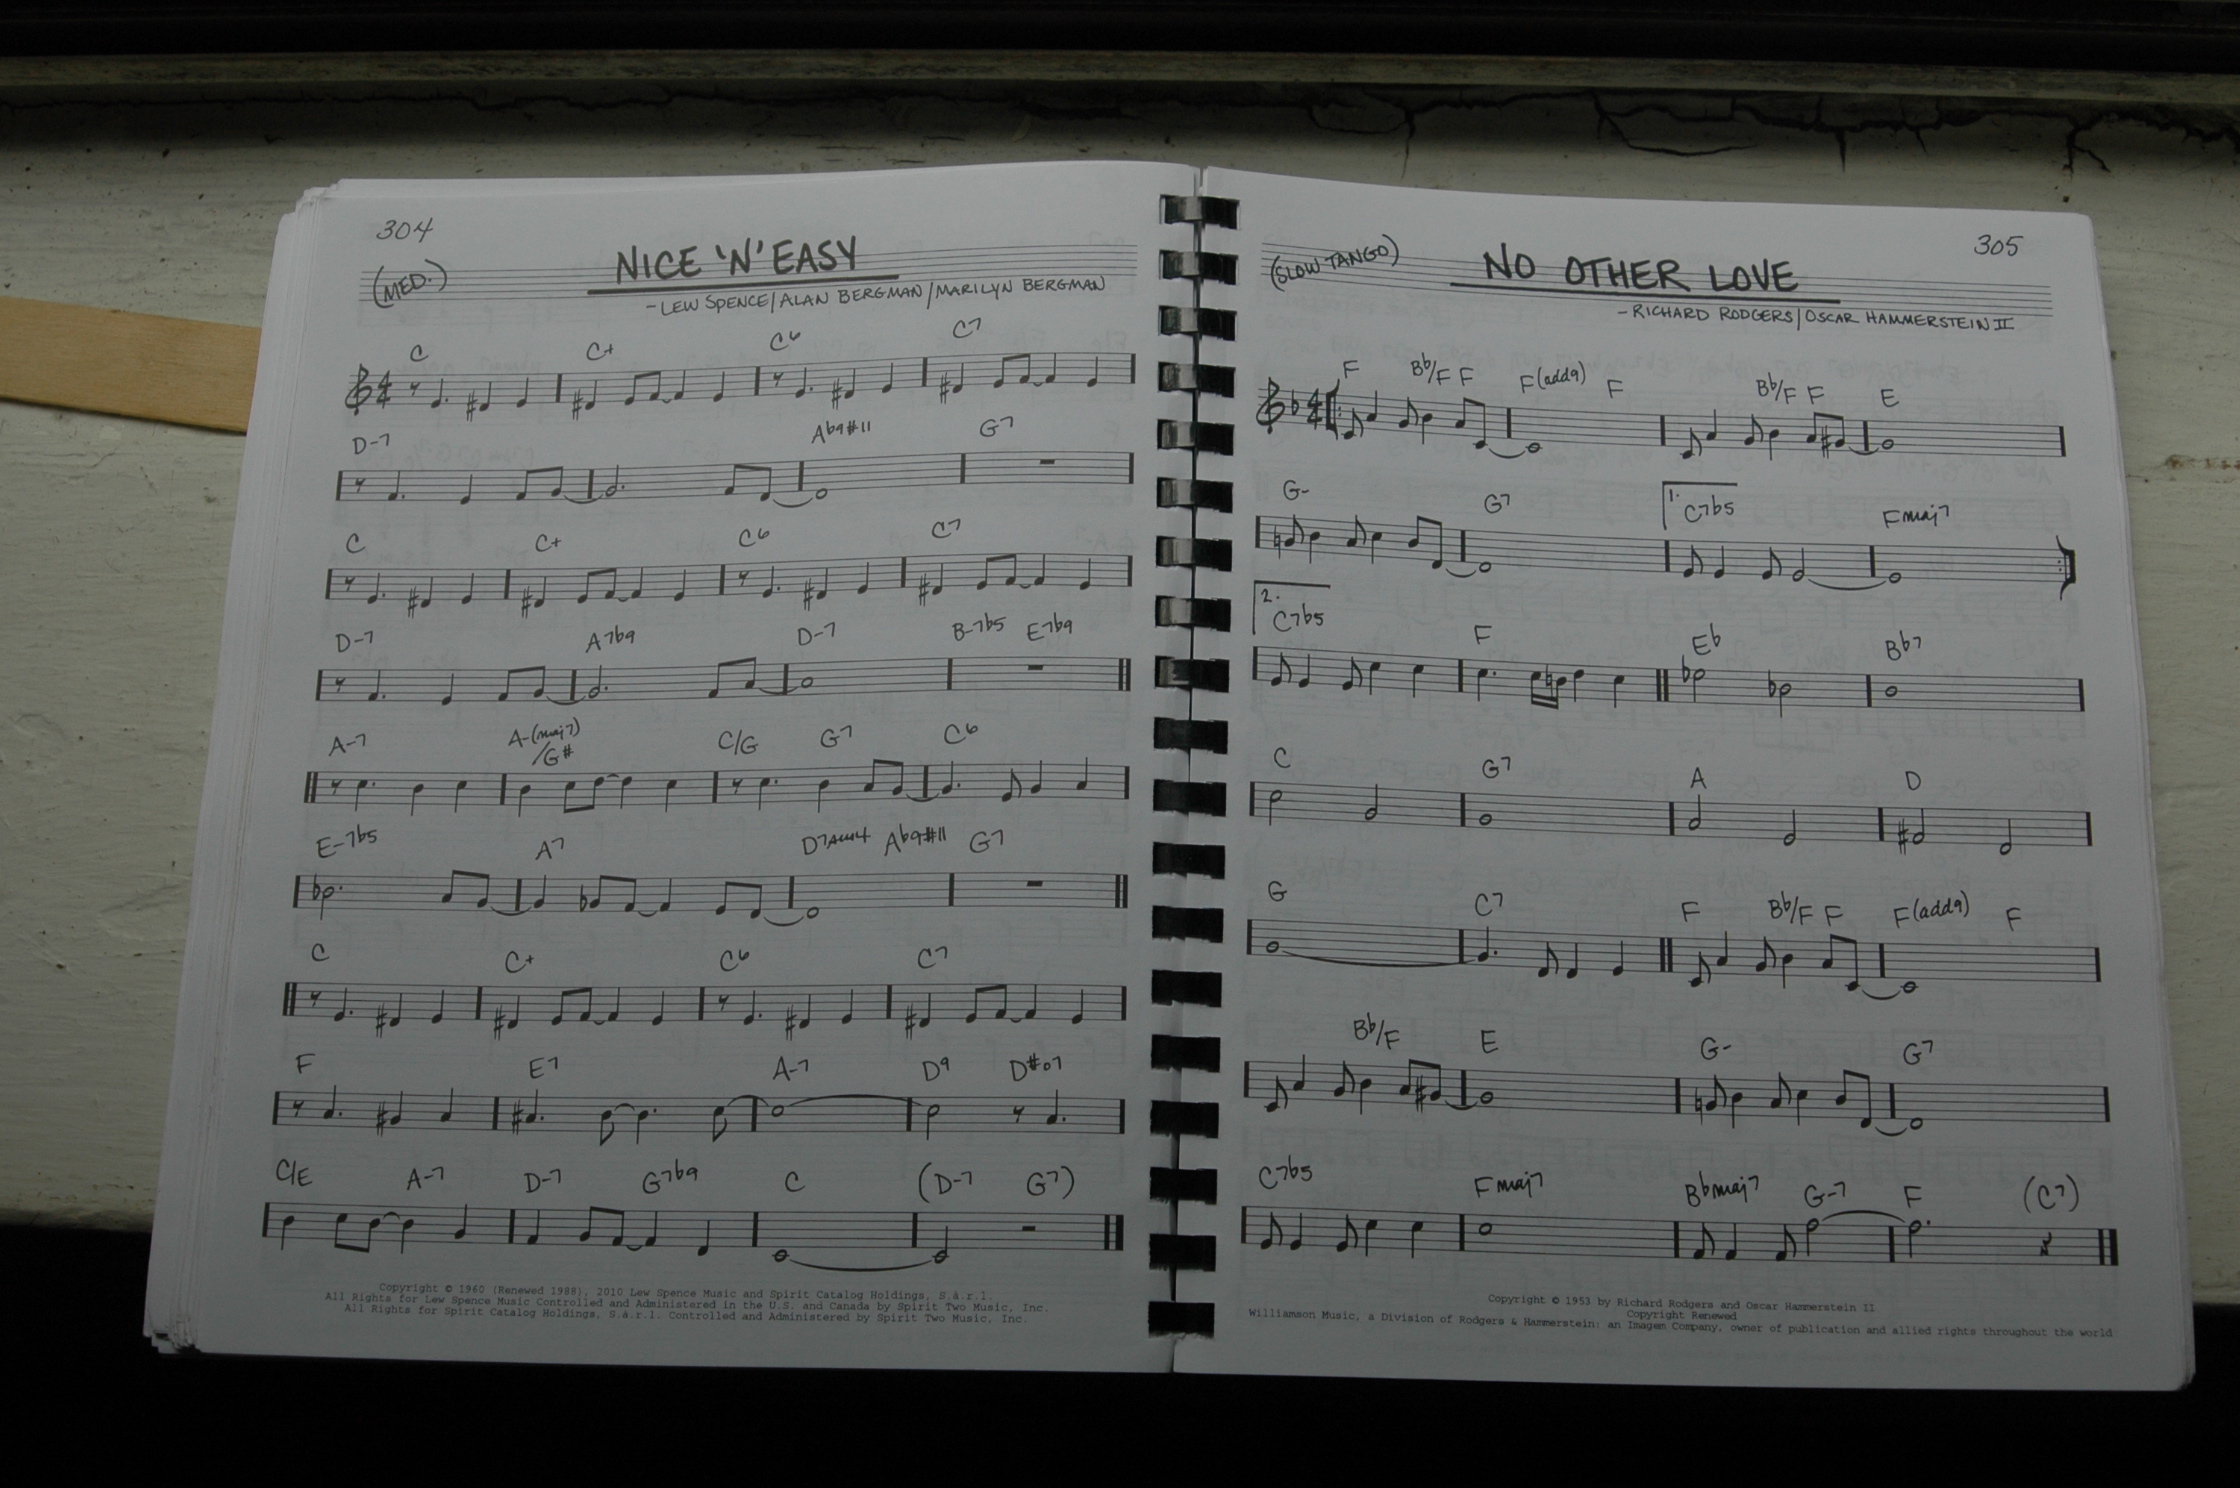 304
NICE 'N' EASY
(MED.)
- LEW SPENCE/ALAN BERGMAN/MARILYN BERGMAN
C C+ C6 C7
D-7 Ab9#11 G7
C C+ C6 C7
D-7 A7b9 D-7 B-7b5 E7b9
A-7 A-(maj7)/G# C/G G7 C6
E-7b5 A7 D7sus4 Ab9#11 G7
C C+ C6 C7
F E7 A-7 D9 D#o7
C/E A-7 D-7 G7b9 C (D-7 G7)
Copyright © 1960 (Renewed 1988), 2010 Lew Spence Music and Spirit Catalog Holdings, S.à.r.l.
All Rights for Lew Spence Music Controlled and Administered in the U.S. and Canada by Spirit Two Music, Inc.
All Rights for Spirit Catalog Holdings, S.à.r.l. Controlled and Administered by Spirit Two Music, Inc.
305
(SLOW TANGO)
NO OTHER LOVE
- RICHARD RODGERS/OSCAR HAMMERSTEIN II
F Bb/F F F(add9) F Bb/F F E
G- G7 1. C7b5 Fmaj7
2. C7b5 F Eb Bb7
C G7 A D
G C7 F Bb/F F F(add9) F
Bb/F E G- G7
C7b5 Fmaj7 Bbmaj7 G-7 F (C7)
Copyright © 1953 by Richard Rodgers and Oscar Hammerstein II
Copyright Renewed
Williamson Music, a Division of Rodgers & Hammerstein: an Imagem Company, owner of publication and allied rights throughout the world